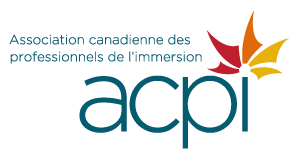 Association canadienne des
professionnels de l'immersion
acpi